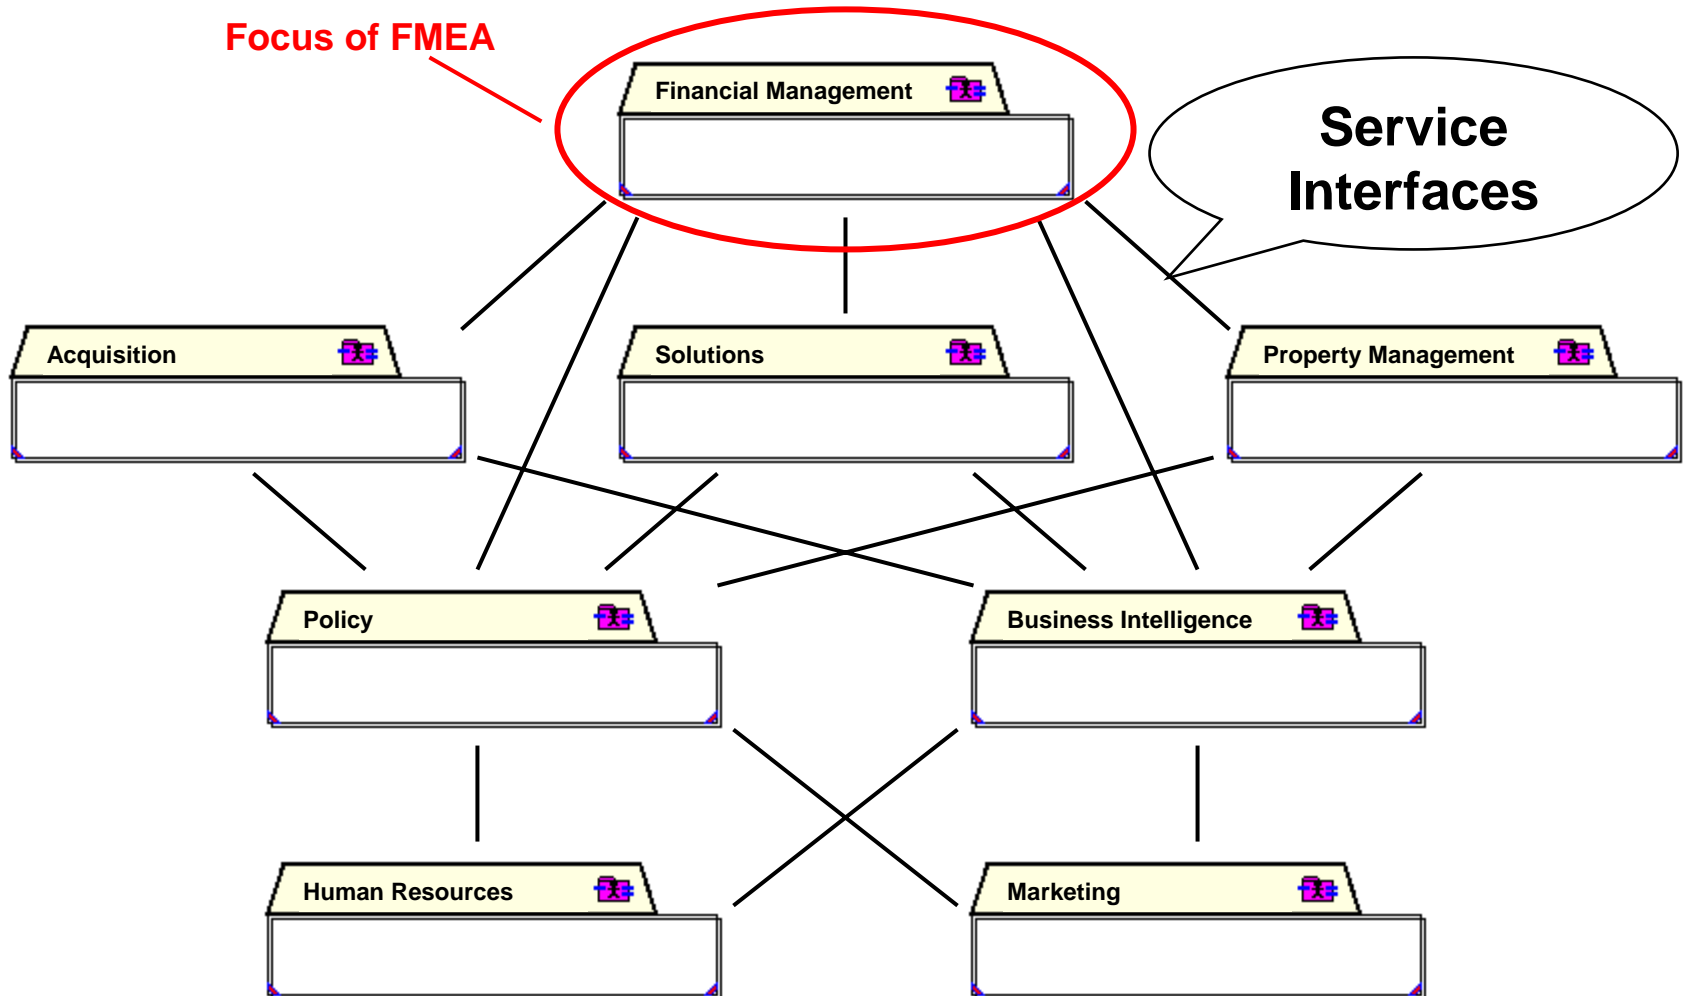 Focus of FMEA
Financial Management
Service
Interfaces
Acquisition
Solutions
Property Management
Policy
Business Intelligence
Human Resources
Marketing